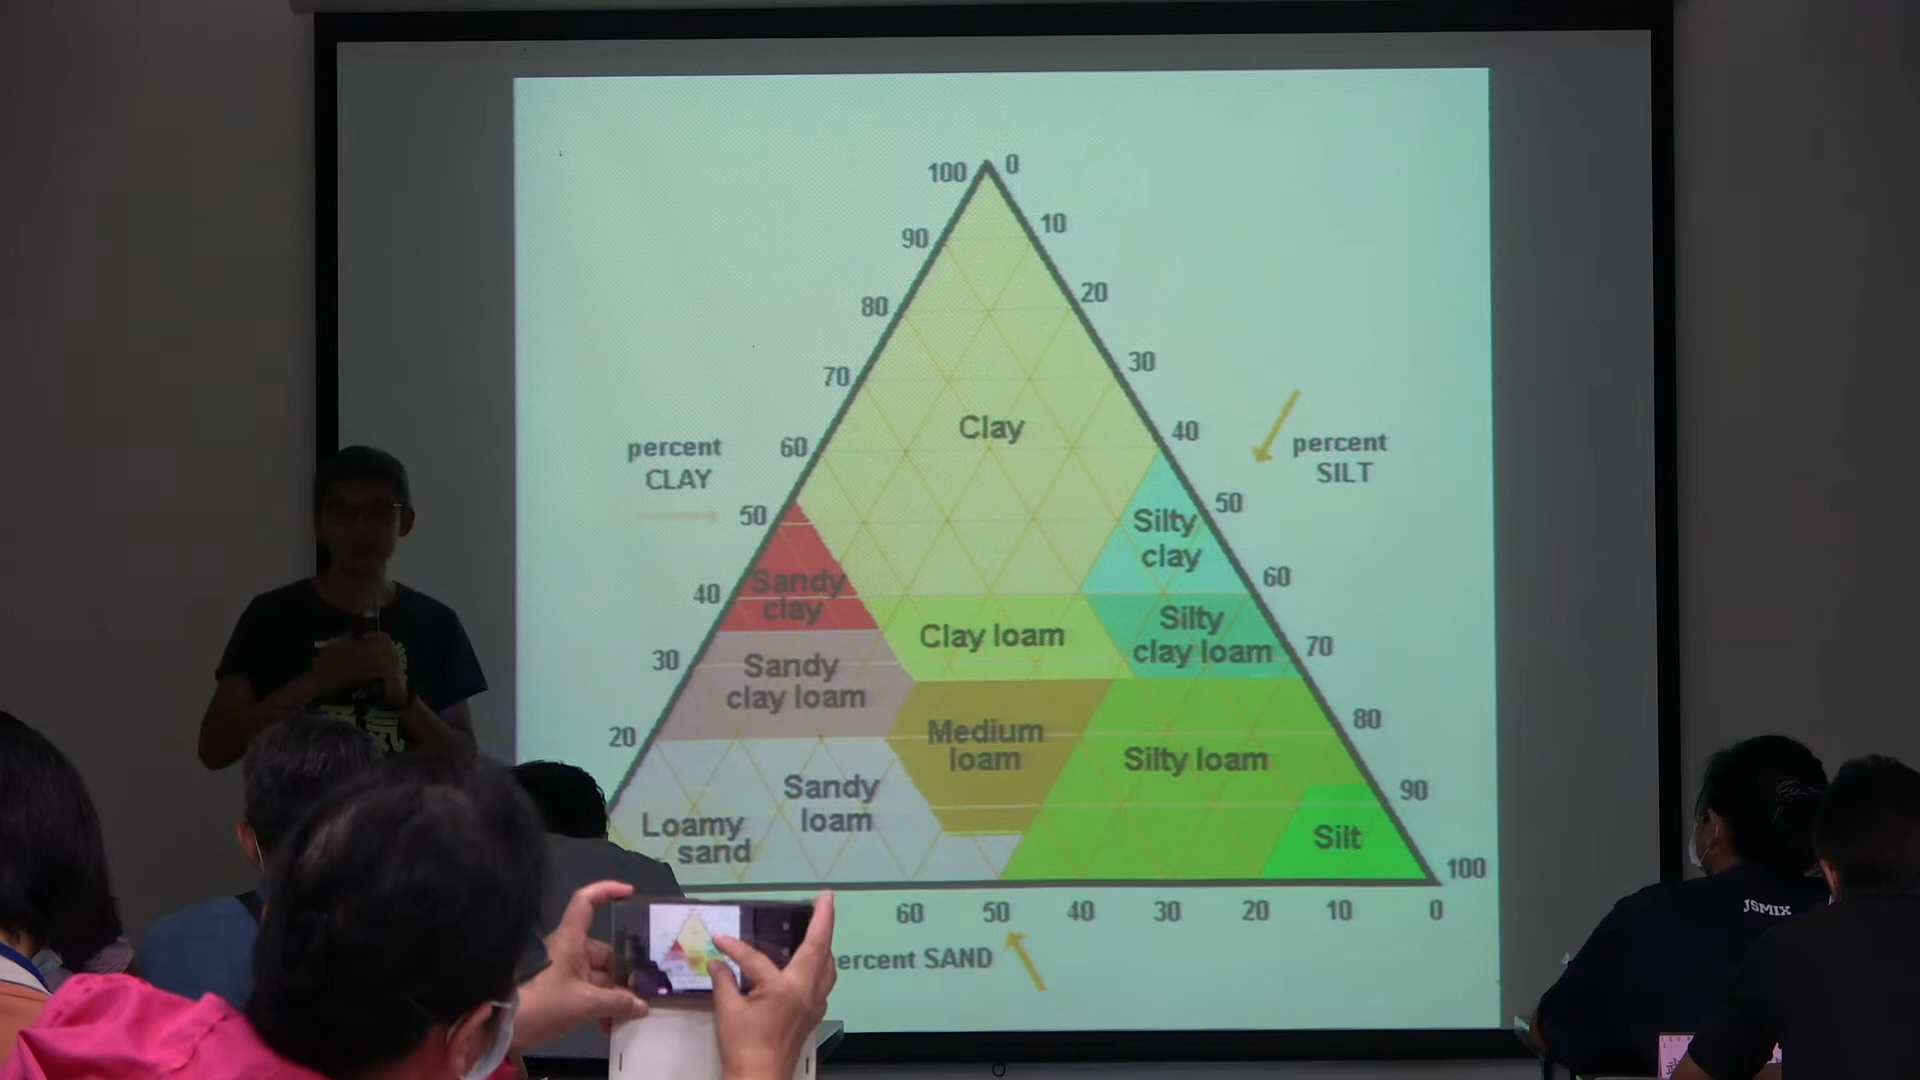 100 0
90 10
80 20
70 30
Clay
60 40
percent
CLAY
percent
SILT
50 50
Silty
clay
Sandy
clay
40 60
Clay loam
Silty
clay loam
30 70
Sandy
clay loam
Medium
loam
20 80
Silty loam
Sandy
loam
90
Loamy
sand
Silt
100
60 50 40 30 20 10 0
ercent SAND
JSMIX
氣